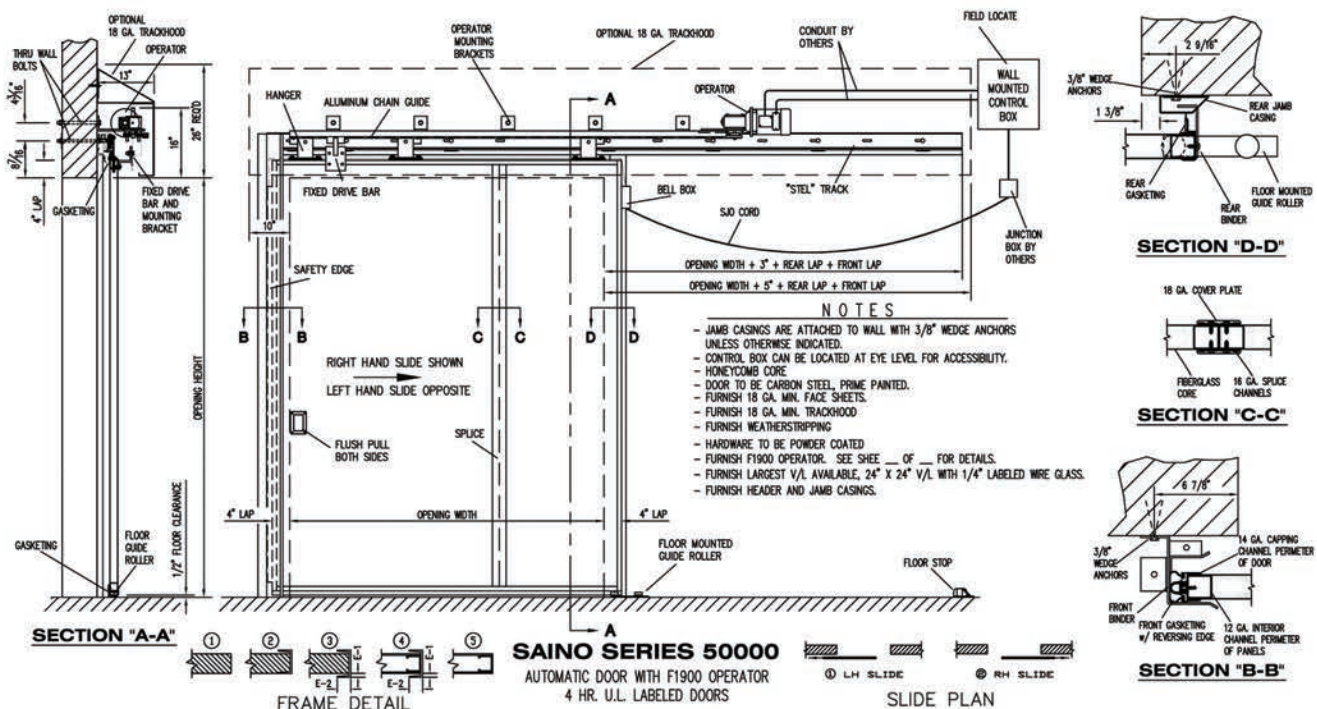 OPTIONAL
18 GA. TRACKHOOD
OPERATOR
THRU WALL
BOLTS
13"
4 3/16
8 7/16
26" REQ'D
16"
4" LAP
GASKETING
FIXED DRIVE
BAR AND
MOUNTING
BRACKET
OPENING HEIGHT
1/2" FLOOR CLEARANCE
GASKETING
FLOOR
GUIDE
ROLLER
SECTION "A-A"
OPERATOR
MOUNTING
BRACKETS
OPTIONAL 18 GA. TRACKHOOD
CONDUIT BY
OTHERS
FIELD LOCATE
WALL
MOUNTED
CONTROL
BOX
HANGER
ALUMINUM CHAIN GUIDE
A
OPERATOR
FIXED DRIVE BAR
BELL BOX
"STEL" TRACK
SJO CORD
JUNCTION
BOX BY
OTHERS
10"
SAFETY EDGE
OPENING WIDTH + 3" + REAR LAP + FRONT LAP
OPENING WIDTH + 5" + REAR LAP + FRONT LAP
B
B
C
C
D
D
RIGHT HAND SLIDE SHOWN
LEFT HAND SLIDE OPPOSITE
FLUSH PULL
BOTH SIDES
SPLICE
4" LAP
OPENING WIDTH
4" LAP
FLOOR MOUNTED
GUIDE ROLLER
FLOOR STOP
A
NOTES
- JAMB CASINGS ARE ATTACHED TO WALL WITH 3/8" WEDGE ANCHORS
UNLESS OTHERWISE INDICATED.
- CONTROL BOX CAN BE LOCATED AT EYE LEVEL FOR ACCESSIBILITY.
- HONEYCOMB CORE
- DOOR TO BE CARBON STEEL, PRIME PAINTED.
- FURNISH 18 GA. MIN. FACE SHEETS.
- FURNISH 18 GA. MIN. TRACKHOOD
- FURNISH WEATHERSTRIPPING
- HARDWARE TO BE POWDER COATED
- FURNISH F1900 OPERATOR. SEE SHEE __ OF __ FOR DETAILS.
- FURNISH LARGEST V/L AVAILABLE, 24" X 24" V/L WITH 1/4" LABELED WIRE GLASS.
- FURNISH HEADER AND JAMB CASINGS.
2 9/16"
3/8" WEDGE
ANCHORS
1 3/8"
REAR JAMB
CASING
REAR
GASKETING
REAR
BINDER
FLOOR MOUNTED
GUIDE ROLLER
SECTION "D-D"
18 GA. COVER PLATE
FIBERGLASS
CORE
16 GA. SPLICE
CHANNELS
SECTION "C-C"
6 7/8"
3/8"
WEDGE
ANCHORS
14 GA. CAPPING
CHANNEL PERIMETER
OF DOOR
FRONT
BINDER
FRONT GASKETING
w/ REVERSING EDGE
12 GA. INTERIOR
CHANNEL PERIMETER
OF PANELS
SECTION "B-B"
1 2 3 4 5
E-1
E-1
E-2
E-2
FRAME DETAIL
SAINO SERIES 50000
AUTOMATIC DOOR WITH F1900 OPERATOR
4 HR. U.L. LABELED DOORS
1 LH SLIDE
2 RH SLIDE
SLIDE PLAN